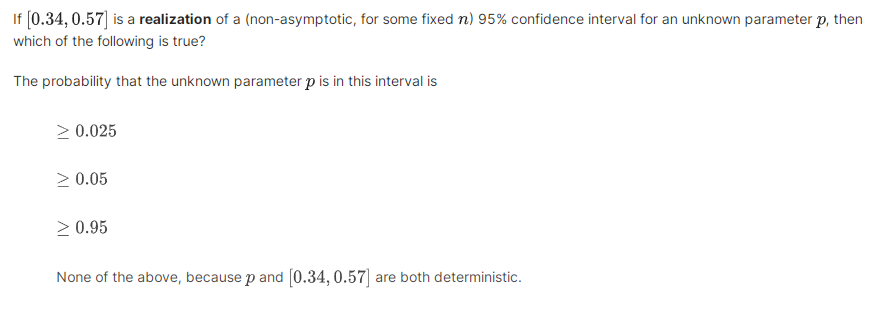 If [0.34, 0.57] is a realization of a (non-asymptotic, for some fixed n) 95% confidence interval for an unknown parameter p, then
which of the following is true?
The probability that the unknown parameter p is in this interval is
≥ 0.025
≥ 0.05
≥ 0.95
None of the above, because p and [0.34, 0.57] are both deterministic.